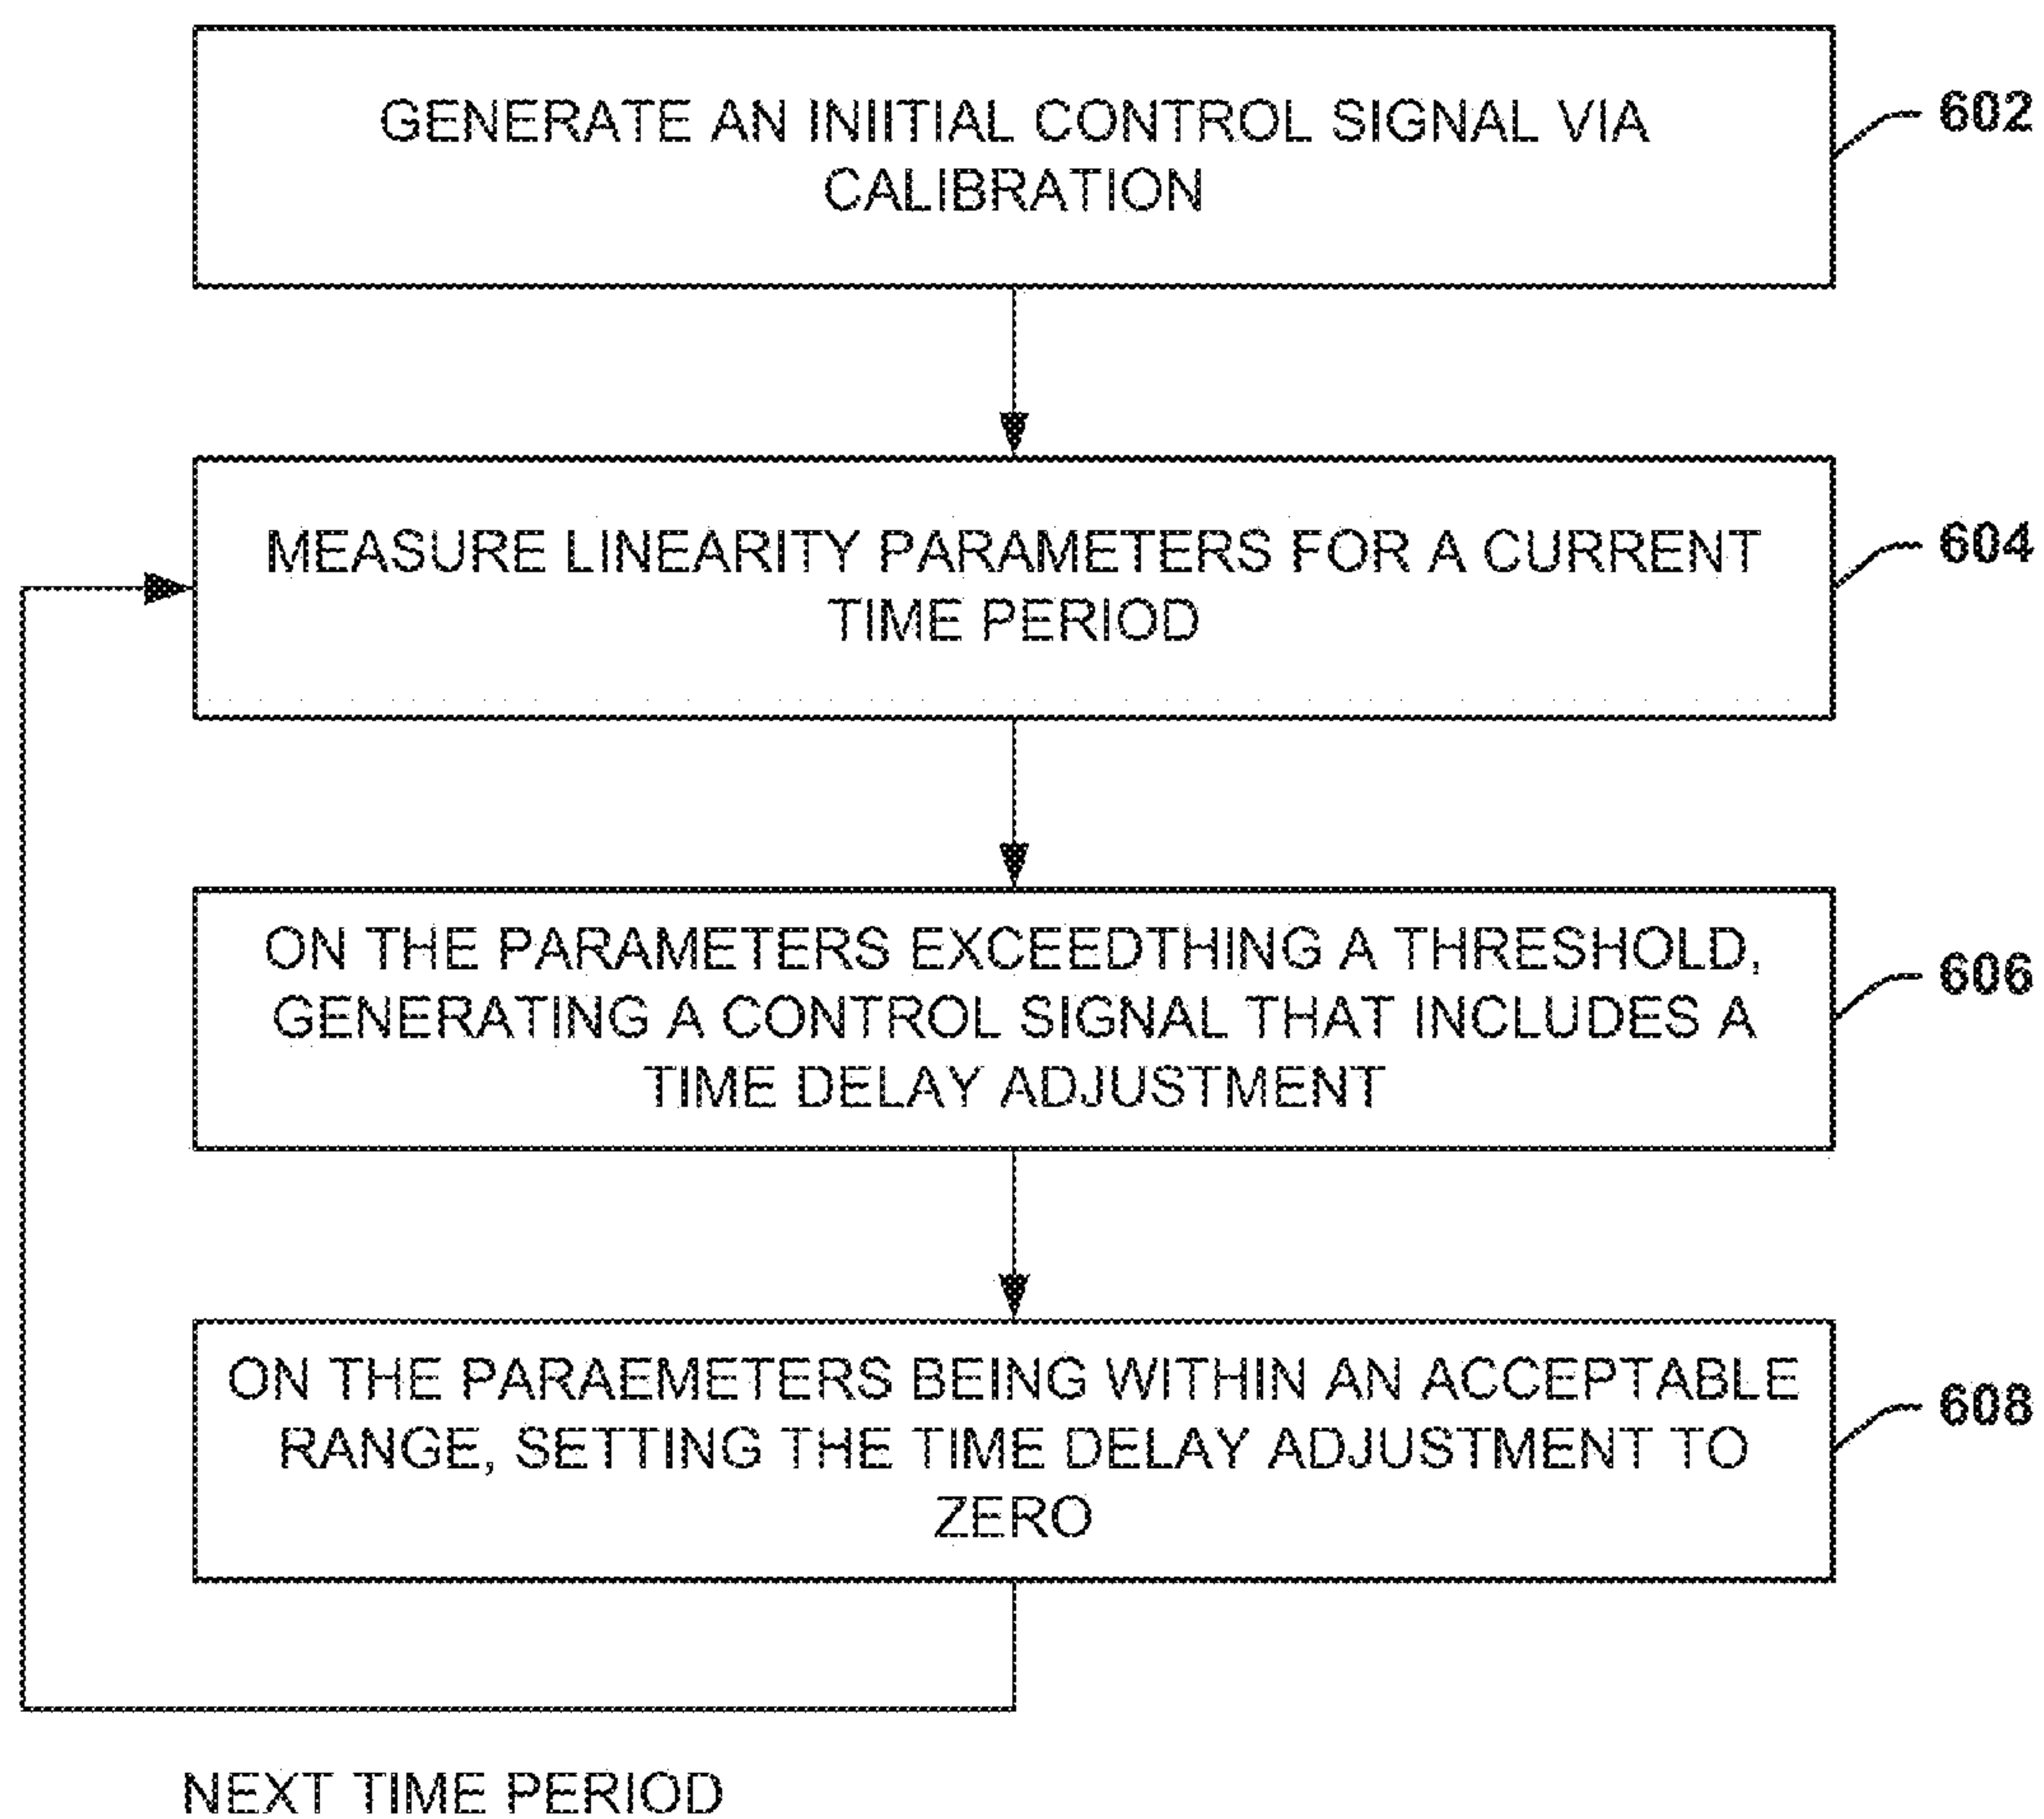 GENERATE AN INIITIAL CONTROL SIGNAL VIA
CALIBRATION
602
MEASURE LINEARITY PARAMETERS FOR A CURRENT
TIME PERIOD
604
ON THE PARAMETERS EXCEEDTHING A THRESHOLD,
GENERATING A CONTROL SIGNAL THAT INCLUDES A
TIME DELAY ADJUSTMENT
606
ON THE PARAEMETERS BEING WITHIN AN ACCEPTABLE
RANGE, SETTING THE TIME DELAY ADJUSTMENT TO
ZERO
608
NEXT TIME PERIOD